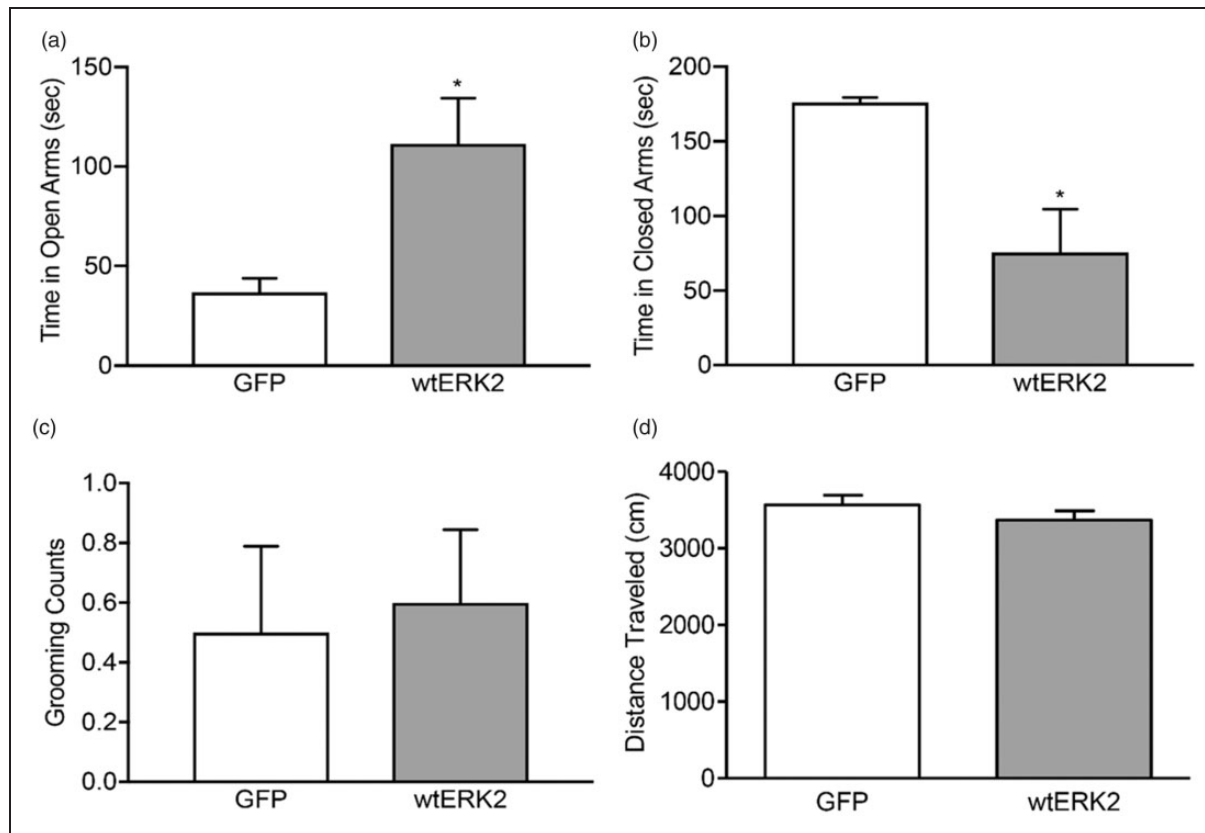 (a)
150
100
50
0
Time in Open Arms (sec)
*
GFP
wtERK2
(b)
200
150
100
50
0
Time in Closed Arms (sec)
*
GFP
wtERK2
(c)
1.0
0.8
0.6
0.4
0.2
0.0
Grooming Counts
GFP
wtERK2
(d)
4000
3000
2000
1000
0
Distance Traveled (cm)
GFP
wtERK2